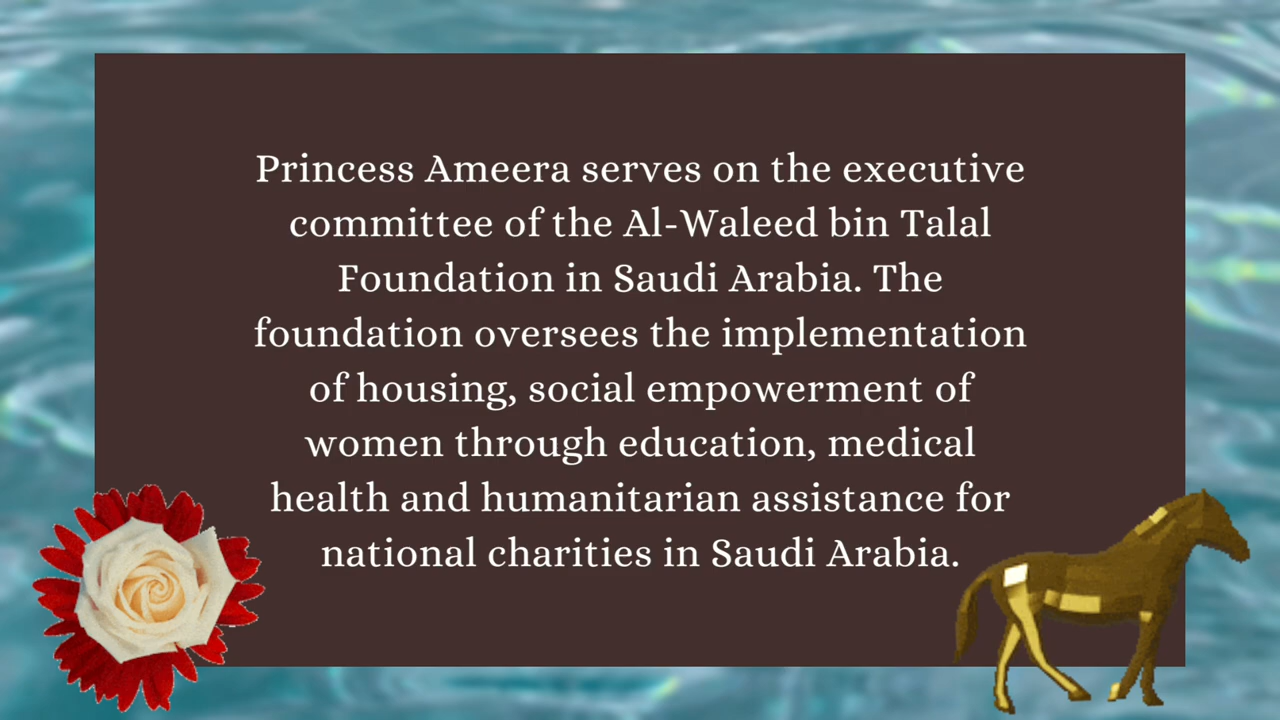 Princess Ameera serves on the executive
committee of the Al-Waleed bin Talal
Foundation in Saudi Arabia. The
foundation oversees the implementation
of housing, social empowerment of
women through education, medical
health and humanitarian assistance for
national charities in Saudi Arabia.